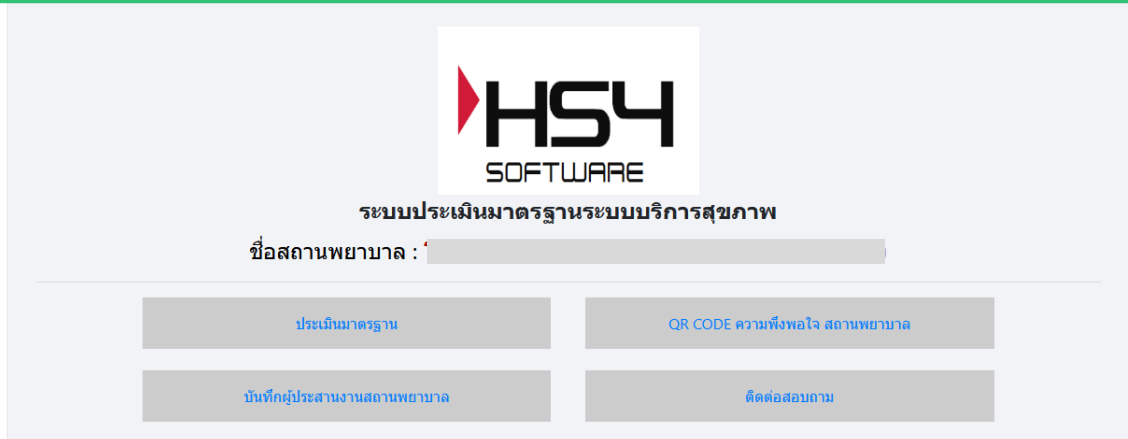 HS4
SOFTWARE
ระบบประเมินมาตรฐานระบบบริการสุขภาพ
ชื่อสถานพยาบาล :
ประเมินมาตรฐาน
QR CODE ความพึงพอใจ สถานพยาบาล
บันทึกผู้ประสานงานสถานพยาบาล
ติดต่อสอบถาม